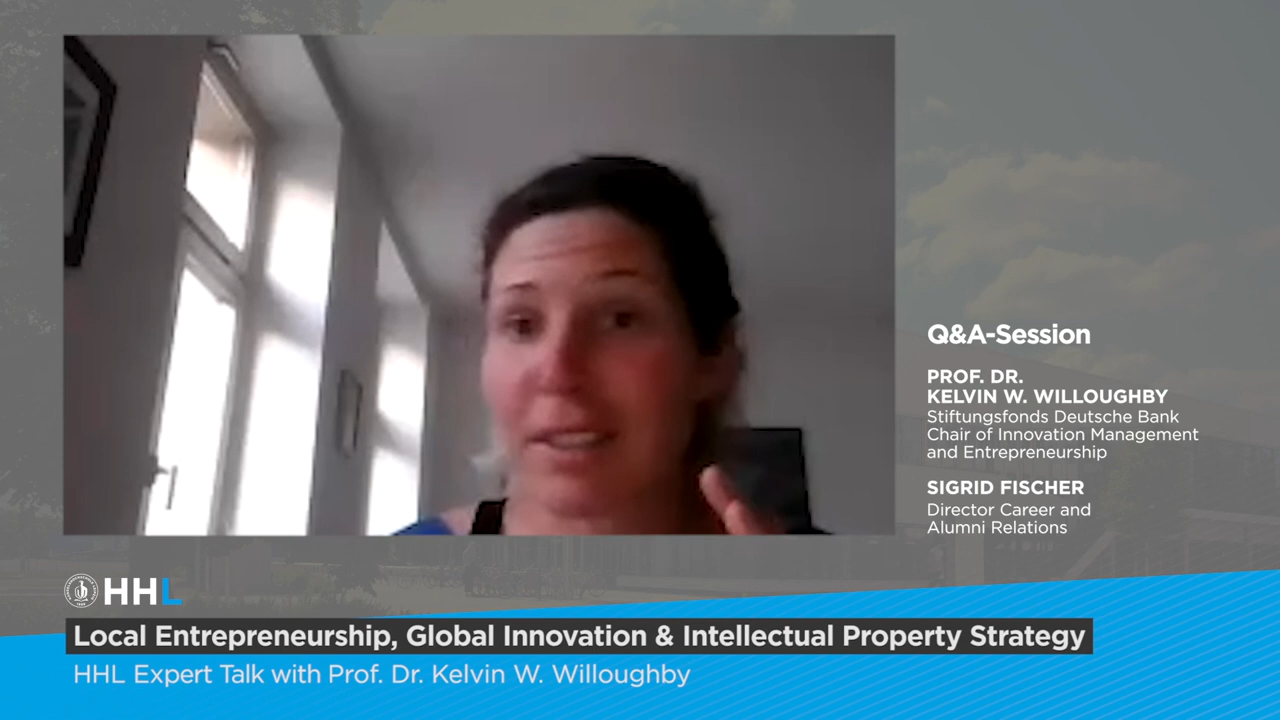 Q&A-Session
PROF. DR.
KELVIN W. WILLOUGHBY
Stiftungsfonds Deutsche Bank
Chair of Innovation Management
and Entrepreneurship
SIGRID FISCHER
Director Career and
Alumni Relations
HHL
Local Entrepreneurship, Global Innovation & Intellectual Property Strategy
HHL Expert Talk with Prof. Dr. Kelvin W. Willoughby